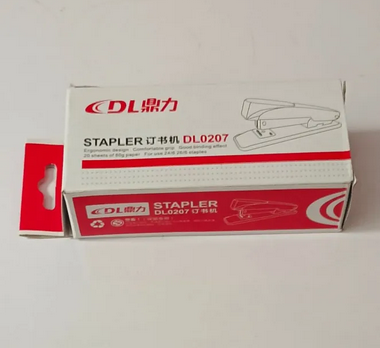 DL鼎力
STAPLER 订书机 DL0207
Ergonomic design Comfortable grip Good binding effect
20 sheets of 80g paper For use 24/6 26/6 staples
DL鼎力
STAPLER
DL0207 订书机